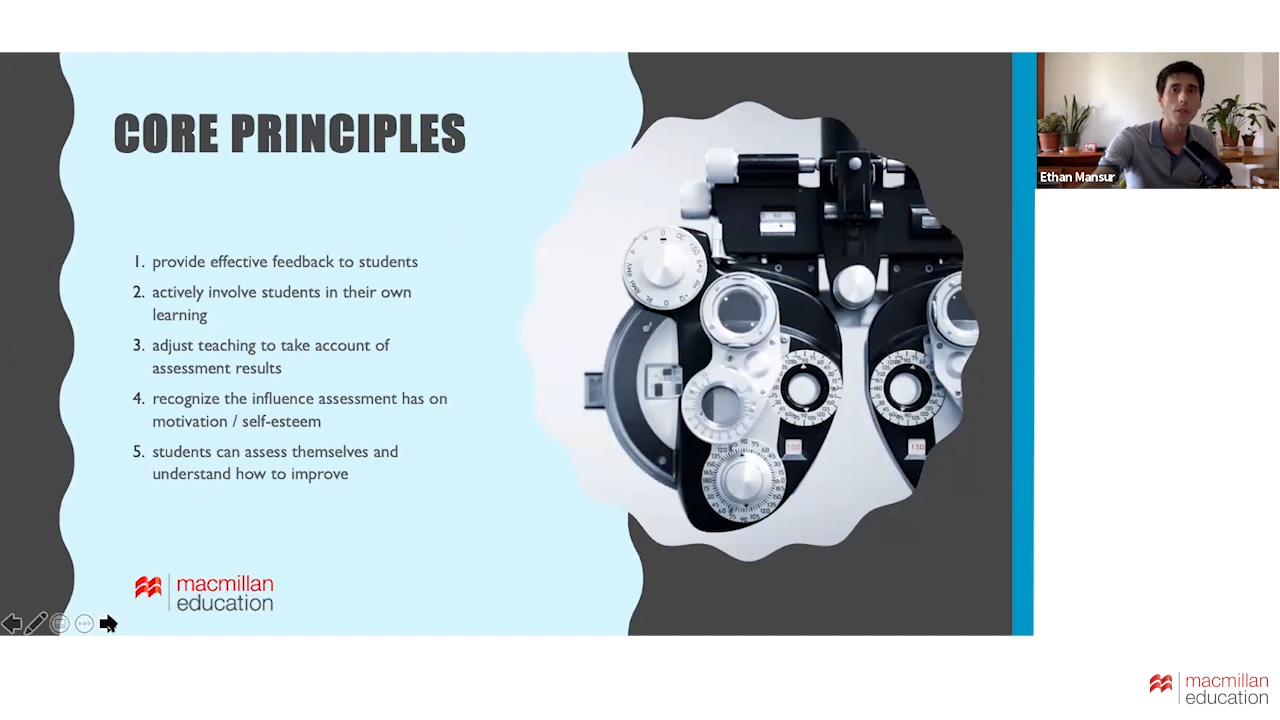 CORE PRINCIPLES
1. provide effective feedback to students
2. actively involve students in their own
learning
3. adjust teaching to take account of
assessment results
4. recognize the influence assessment has on
motivation / self-esteem
5. students can assess themselves and
understand how to improve
macmillan
education
Ethan Mansur
macmillan
education